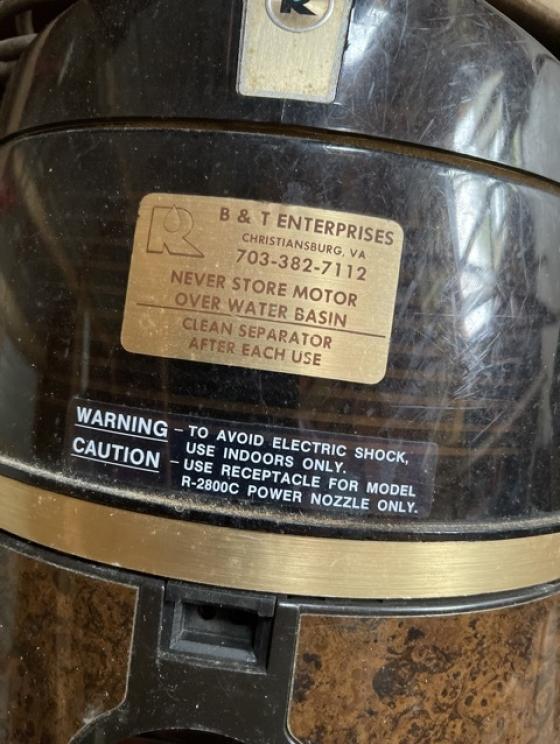 R
R
B & T ENTERPRISES
CHRISTIANSBURG, VA
703-382-7112
NEVER STORE MOTOR
OVER WATER BASIN
CLEAN SEPARATOR
AFTER EACH USE
WARNING – TO AVOID ELECTRIC SHOCK,
USE INDOORS ONLY.
CAUTION – USE RECEPTACLE FOR MODEL
R-2800C POWER NOZZLE ONLY.